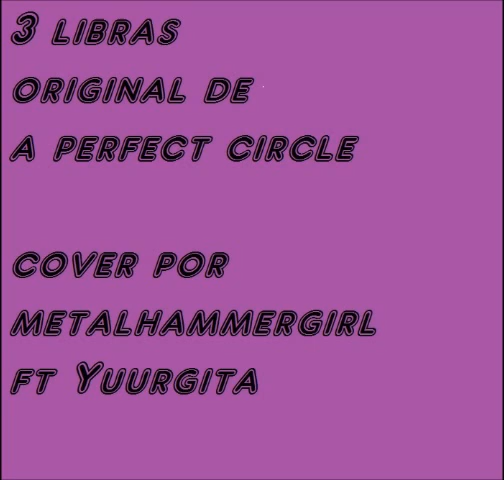 3 LIBRAS
ORIGINAL DE
A PERFECT CIRCLE
COVER POR
METALHAMMERGIRL
FT YUURGITA